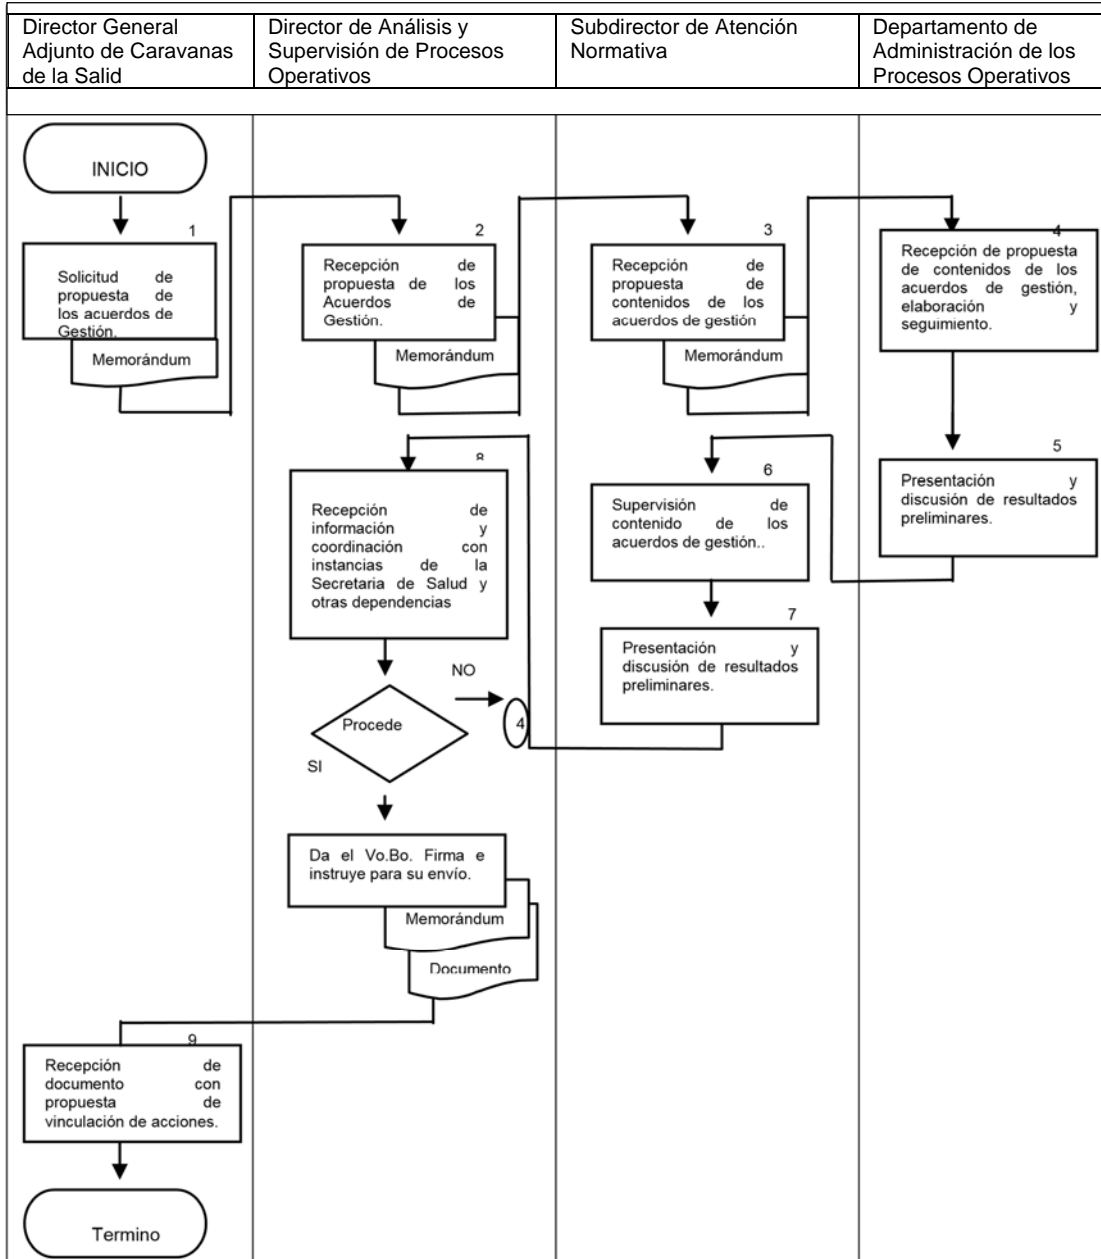 Director General
Adjunto de Caravanas
de la Salid
Director de Análisis y
Supervisión de Procesos
Operativos
Subdirector de Atención
Normativa
Departamento de
Administración de los
Procesos Operativos
INICIO
1
Solicitud de
propuesta de
los acuerdos de
Gestión.
Memorándum
2
Recepción de
propuesta de los
Acuerdos de
Gestión.
Memorándum
3
Recepción de
propuesta de
contenidos de los
acuerdos de gestión
Memorándum
4
Recepción de propuesta
de contenidos de los
acuerdos de gestión,
elaboración y
seguimiento.
5
Presentación y
discusión de resultados
preliminares.
6
Supervisión de
contenido de los
acuerdos de gestión..
7
Presentación y
discusión de resultados
preliminares.
8
Recepción de
información y
coordinación con
instancias de la
Secretaria de Salud y
otras dependencias
Procede
NO
4
SI
Da el Vo.Bo. Firma e
instruye para su envío.
Memorándum
Documento
9
Recepción de
documento con
propuesta de
vinculación de acciones.
Termino